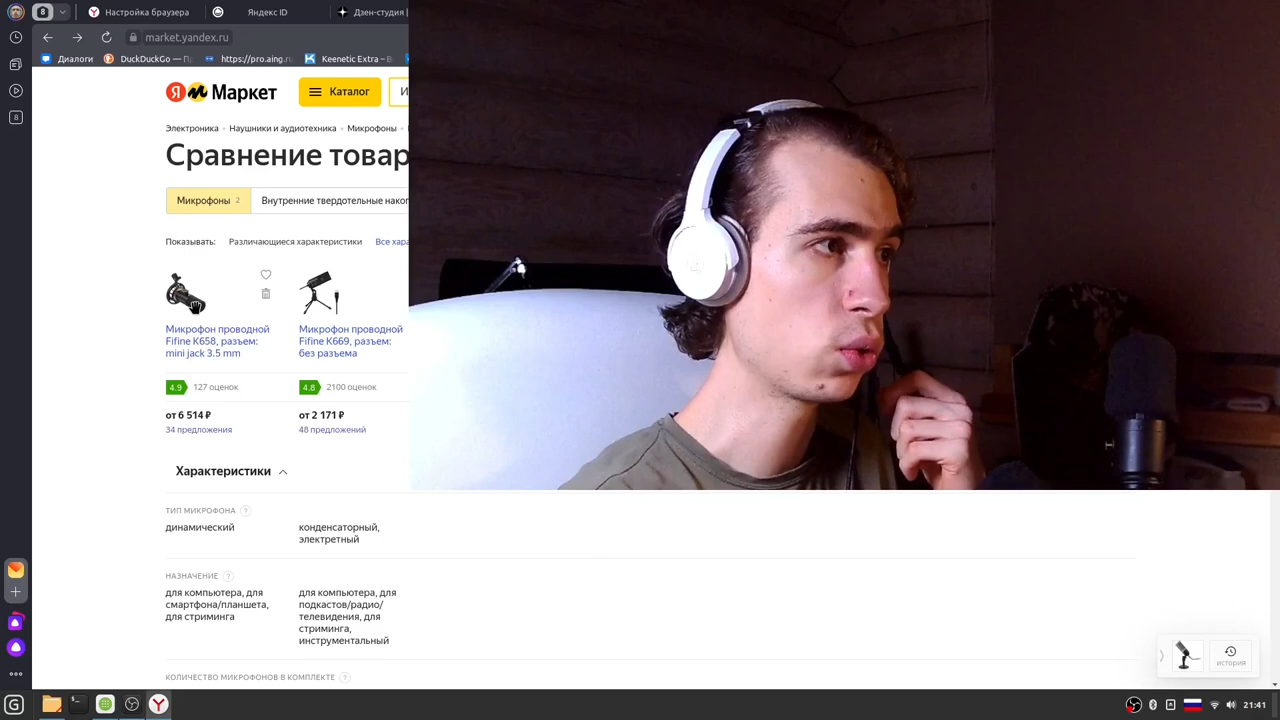 8
Настройка браузера
Яндекс ID
Дзен-студия |
market.yandex.ru
Диалоги
DuckDuckGo — П
https://pro.aing.ru
Keenetic Extra – В
8
Я Маркет
Каталог
И
Электроника
Наушники и аудиотехника
Микрофоны
Сравнение товар
Микрофоны 2
Внутренние твердотельные накоп
Показывать:
Различающиеся характеристики
Все хара
Микрофон проводной
Fifine K658, разъем:
mini jack 3.5 mm
Микрофон проводной
Fifine K669, разъем:
без разъема
4.9 127 оценок
4.8 2100 оценок
от 6 514 ₽
34 предложения
от 2 171 ₽
48 предложений
Характеристики
ТИП МИКРОФОНА ?
динамический
конденсаторный,
электретный
НАЗНАЧЕНИЕ ?
для компьютера, для
смартфона/планшета,
для стриминга
для компьютера, для
подкастов/радио/
телевидения, для
стриминга,
инструментальный
КОЛИЧЕСТВО МИКРОФОНОВ В КОМПЛЕКТЕ ?
история
21:41